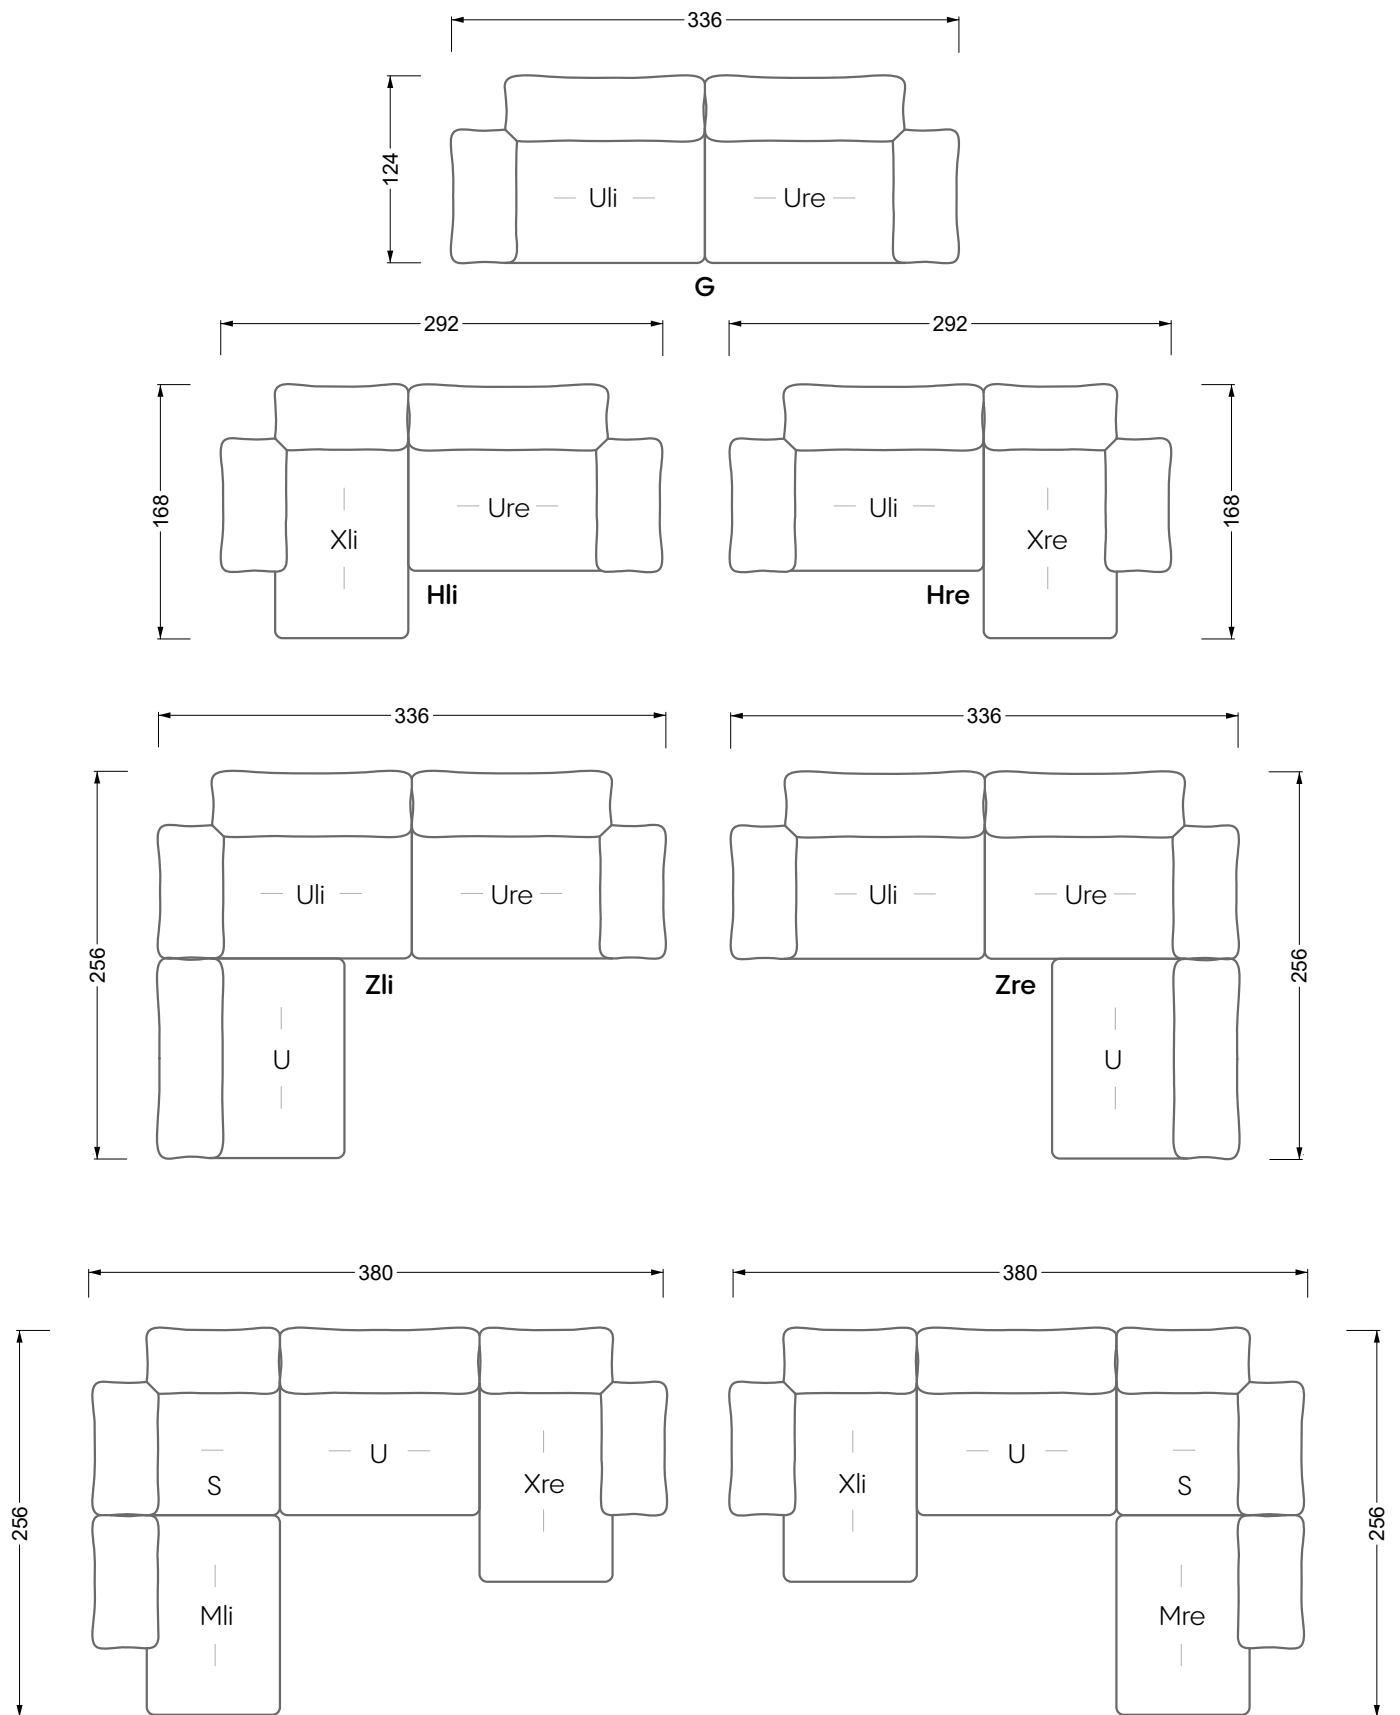 336
124
Uli Ure
G
292 292
168 Xli Ure Uli Xre 168
Hli Hre
336 336
256 Uli Ure Uli Ure 256
Zli Zre
U U
380 380
256 S U Xre Xli U S 256
Mli Mre